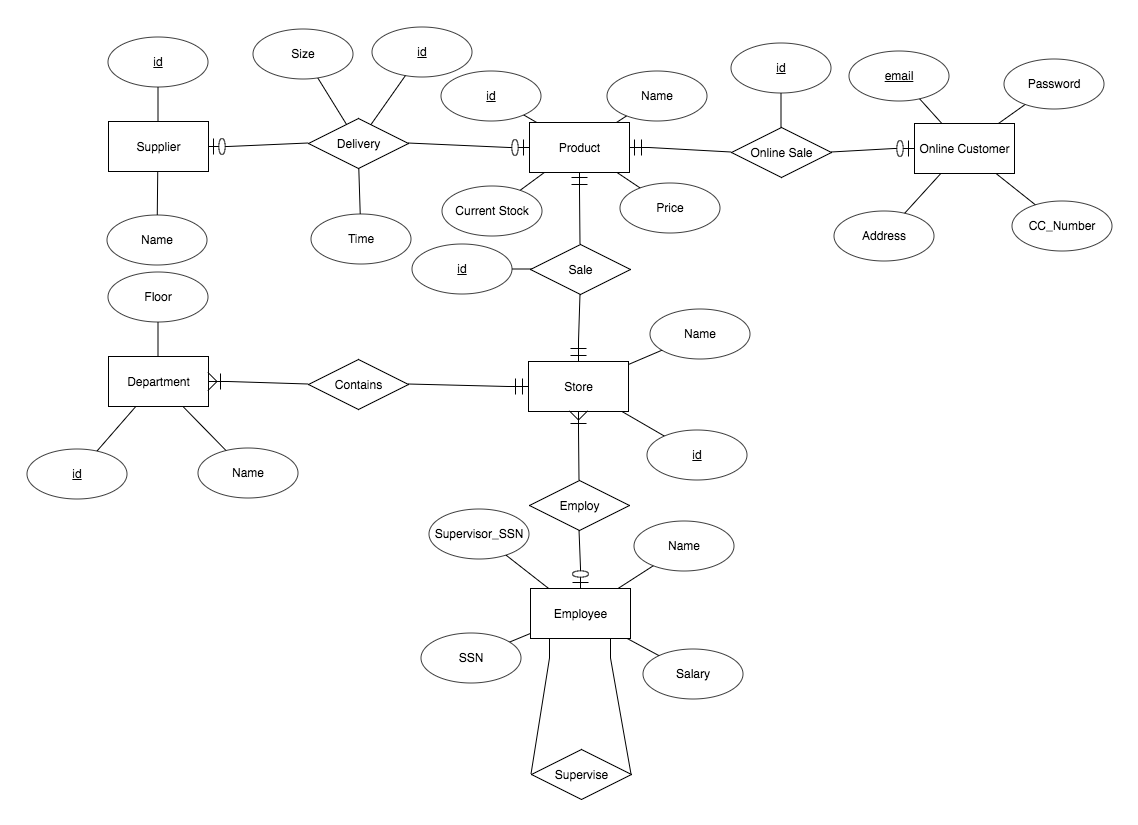 id
Size
id
id
Name
id
email
Password
Supplier
Delivery
Product
Online Sale
Online Customer
Name
Time
Current Stock
Price
Address
CC_Number
id
Sale
Floor
Name
Department
Contains
Store
id
Name
id
Employ
Supervisor_SSN
Name
Employee
SSN
Salary
Supervise